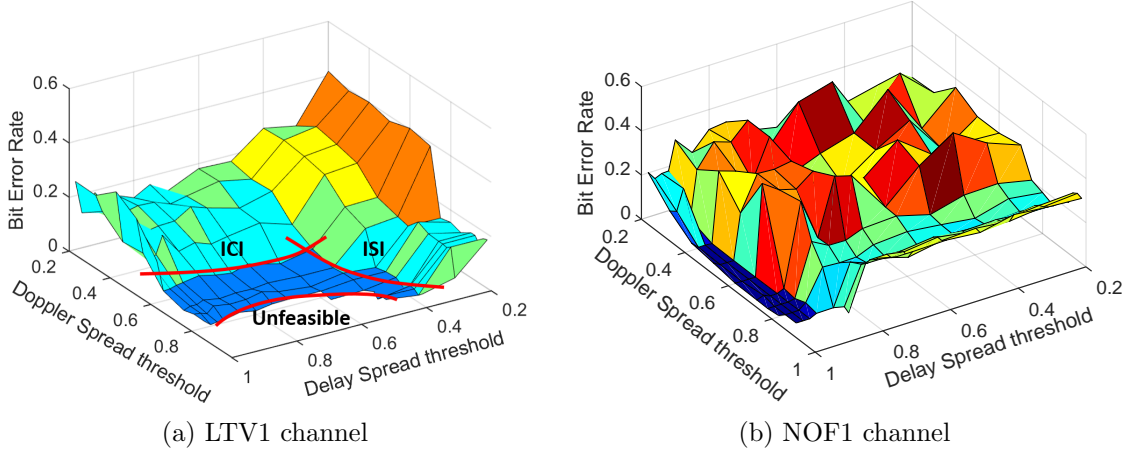 0.6
0.4
0.2
0
Bit Error Rate
0.2
0.4
0.6
0.8
1
Doppler Spread threshold
0.8
0.6
0.4
0.2
Delay Spread threshold
ICI
ISI
Unfeasible
(a) LTV1 channel
0.6
0.4
0.2
0
Bit Error Rate
0.2
0.4
0.6
0.8
1
Doppler Spread threshold
1
0.8
0.6
0.4
0.2
Delay Spread threshold
(b) NOF1 channel